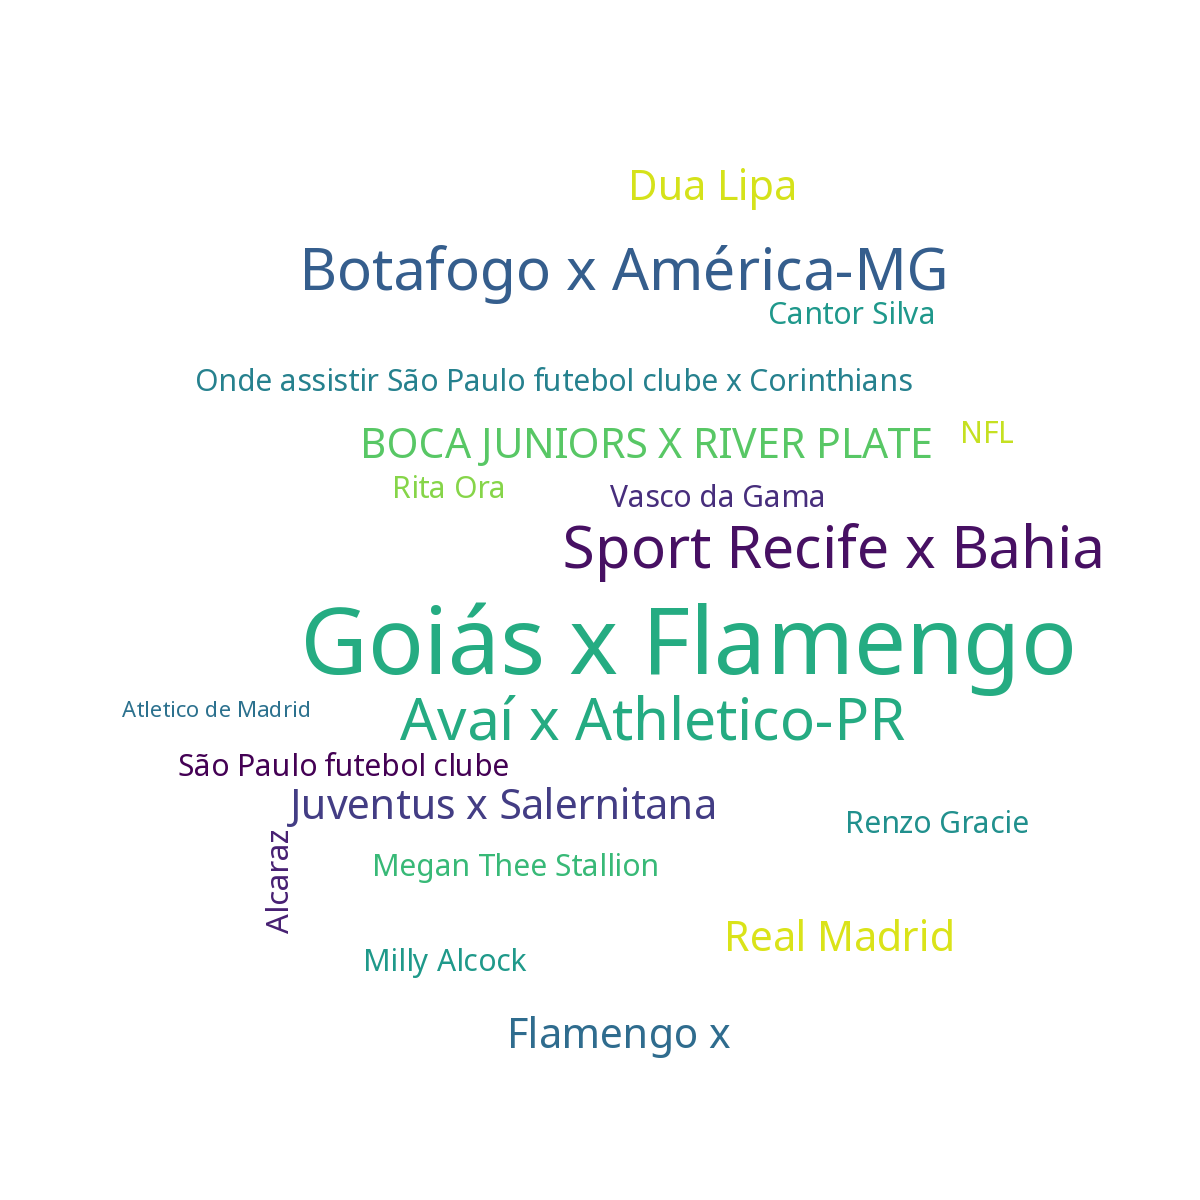 Dua Lipa
Botafogo x América-MG
Cantor Silva
Onde assistir São Paulo futebol clube x Corinthians
BOCA JUNIORS X RIVER PLATE
NFL
Rita Ora
Vasco da Gama
Sport Recife x Bahia
Goiás x Flamengo
Atletico de Madrid
Avaí x Athletico-PR
São Paulo futebol clube
Juventus x Salernitana
Renzo Gracie
Alcaraz
Megan Thee Stallion
Real Madrid
Milly Alcock
Flamengo x